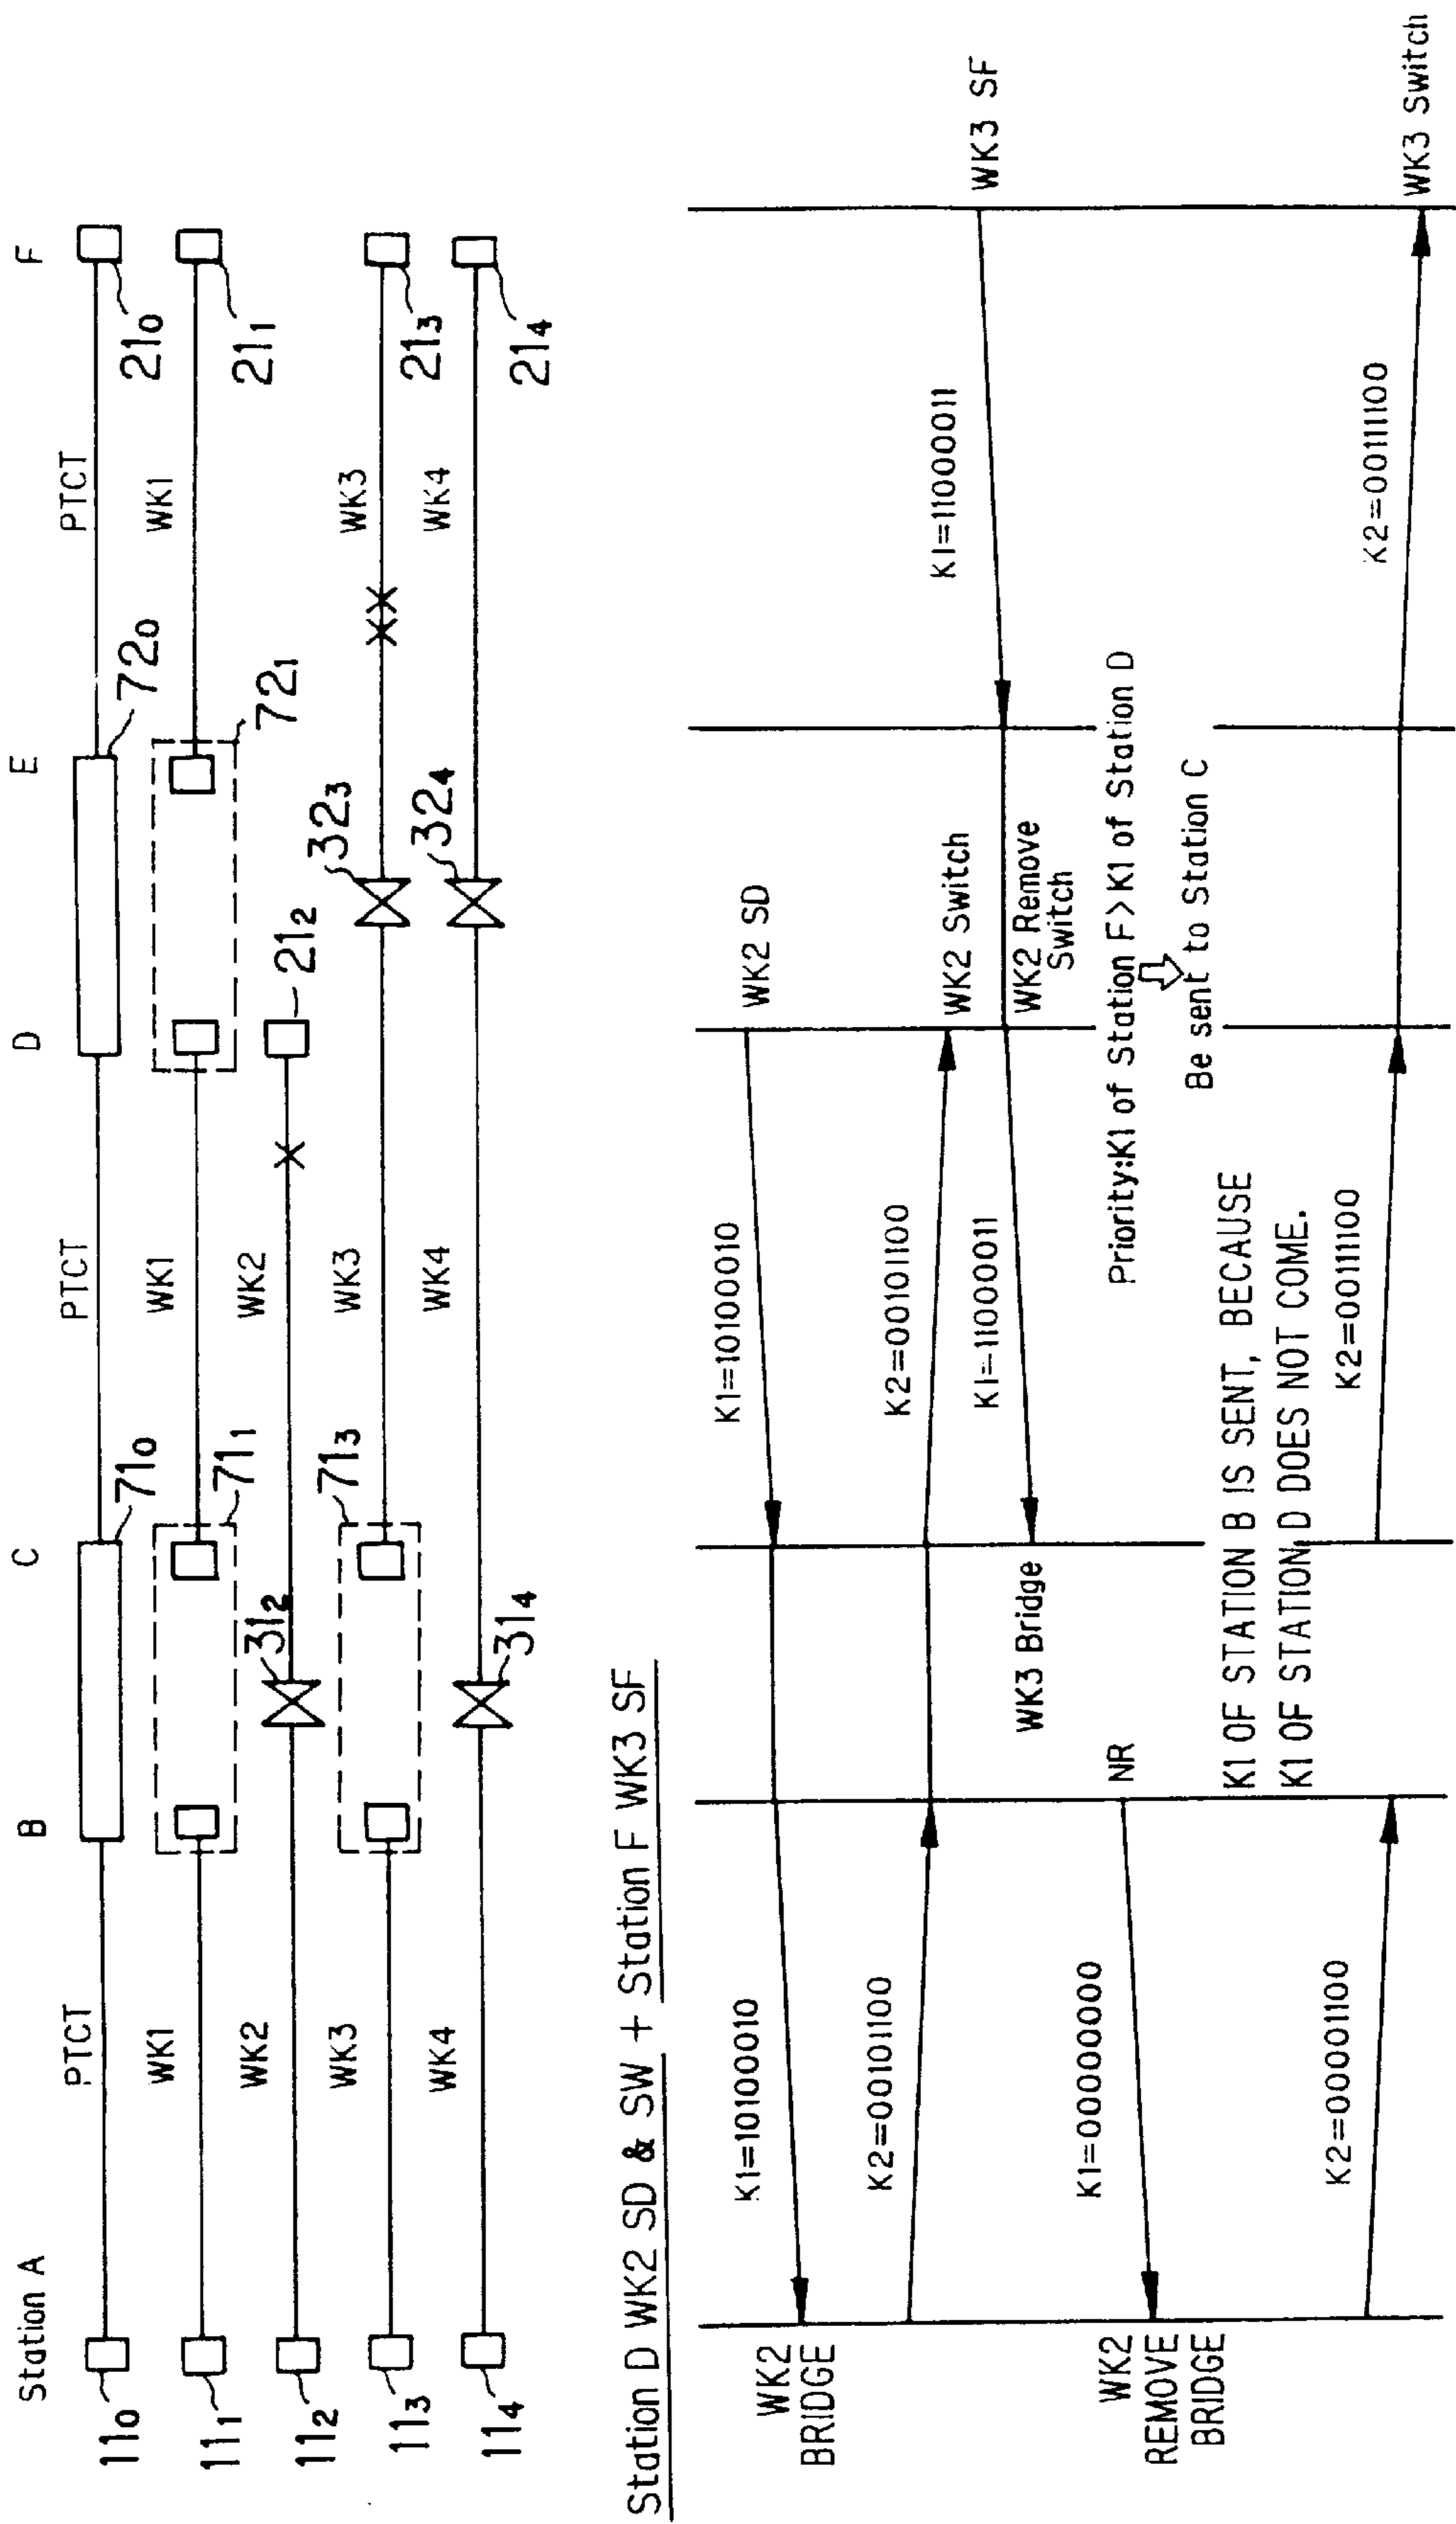 Station A B C D E F
PTCT PTCT PTCT
11₀ 71₀ 72₀ 21₀
WK1 WK1 WK1
11₁ 71₁ 72₁ 21₁
WK2 WK2
11₂ 31₂ 21₂
WK3 WK3 WK3
11₃ 71₃ 32₃ 21₃
WK4 WK4 WK4
11₄ 31₄ 32₄ 21₄
Station D WK2 SD & SW + Station F WK3 SF
WK2 SD
K1=10100010
K1=10100010
WK2
BRIDGE
K2=00101100
K2=00101100
WK2 Switch
WK3 SF
K1=11000011
WK2 Remove
Switch
K1=11000011
WK3 Bridge
Priority:K1 of Station F>K1 of Station D
Be sent to Station C
NR
K1=00000000
WK2
REMOVE
BRIDGE
K1 OF STATION B IS SENT, BECAUSE
K1 OF STATION D DOES NOT COME.
K2=00001100
K2=00111100
K2=00111100
WK3 Switch